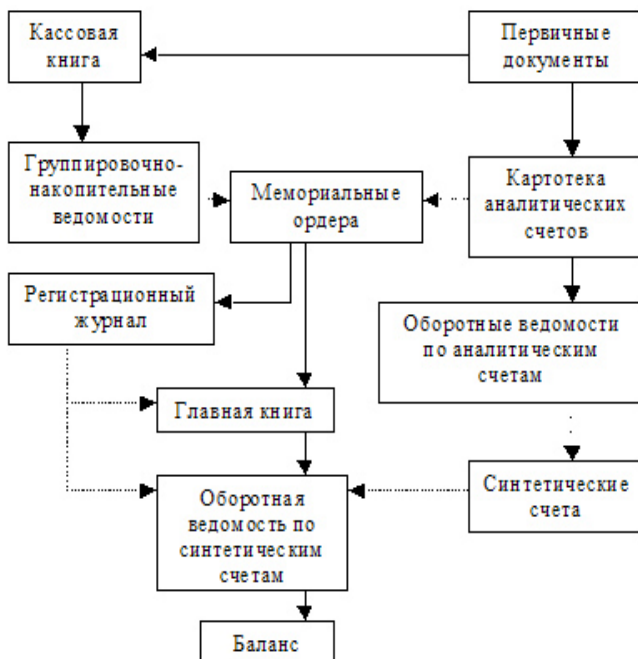 Кассовая
книга
Первичные
документы
Группировочно-
накопительные
ведомости
Мемориальные
ордера
Картотека
аналитических
счетов
Регистрационный
журнал
Оборотные ведомости
по аналитическим
счетам
Главная книга
Оборотная
ведомость по
синтетическим
счетам
Синтетические
счета
Баланс